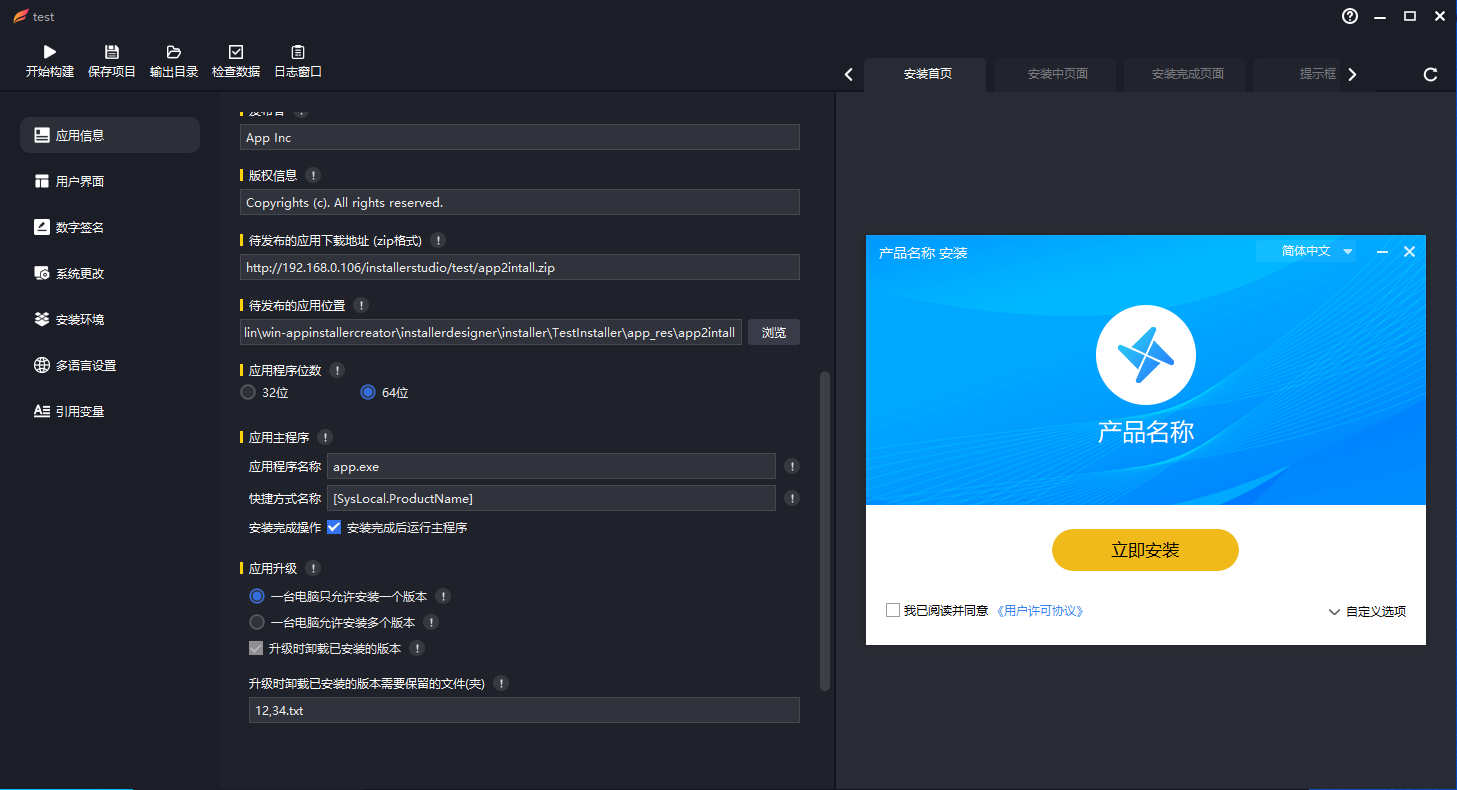 test
开始构建
保存项目
输出目录
检查数据
日志窗口
安装首页
安装中页面
安装完成页面
提示框
应用信息
用户界面
数字签名
系统更改
安装环境
多语言设置
引用变量
App Inc
版权信息
Copyrights (c). All rights reserved.
待发布的应用下载地址 (zip格式)
http://192.168.0.106/installerstudio/test/app2intall.zip
待发布的应用位置
lin\win-appinstallercreator\installerdesigner\installer\TestInstaller\app_res\app2intall
浏览
应用程序位数
32位
64位
应用主程序
应用程序名称
app.exe
快捷方式名称
[SysLocal.ProductName]
安装完成操作
安装完成后运行主程序
应用升级
一台电脑只允许安装一个版本
一台电脑允许安装多个版本
升级时卸载已安装的版本
升级时卸载已安装的版本需要保留的文件(夹)
12,34.txt
产品名称 安装
简体中文
产品名称
立即安装
我已阅读并同意 《用户许可协议》
自定义选项